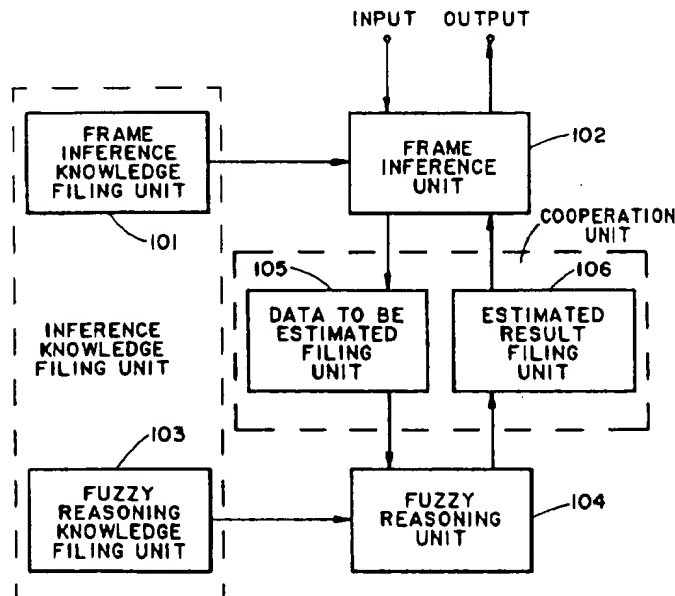 INPUT OUTPUT
FRAME
INFERENCE
KNOWLEDGE
FILING UNIT
101
FRAME
INFERENCE
UNIT
102
COOPERATION
UNIT
105
DATA TO BE
ESTIMATED
FILING
UNIT
106
ESTIMATED
RESULT
FILING
UNIT
INFERENCE
KNOWLEDGE
FILING UNIT
103
FUZZY
REASONING
KNOWLEDGE
FILING UNIT
FUZZY
REASONING
UNIT
104